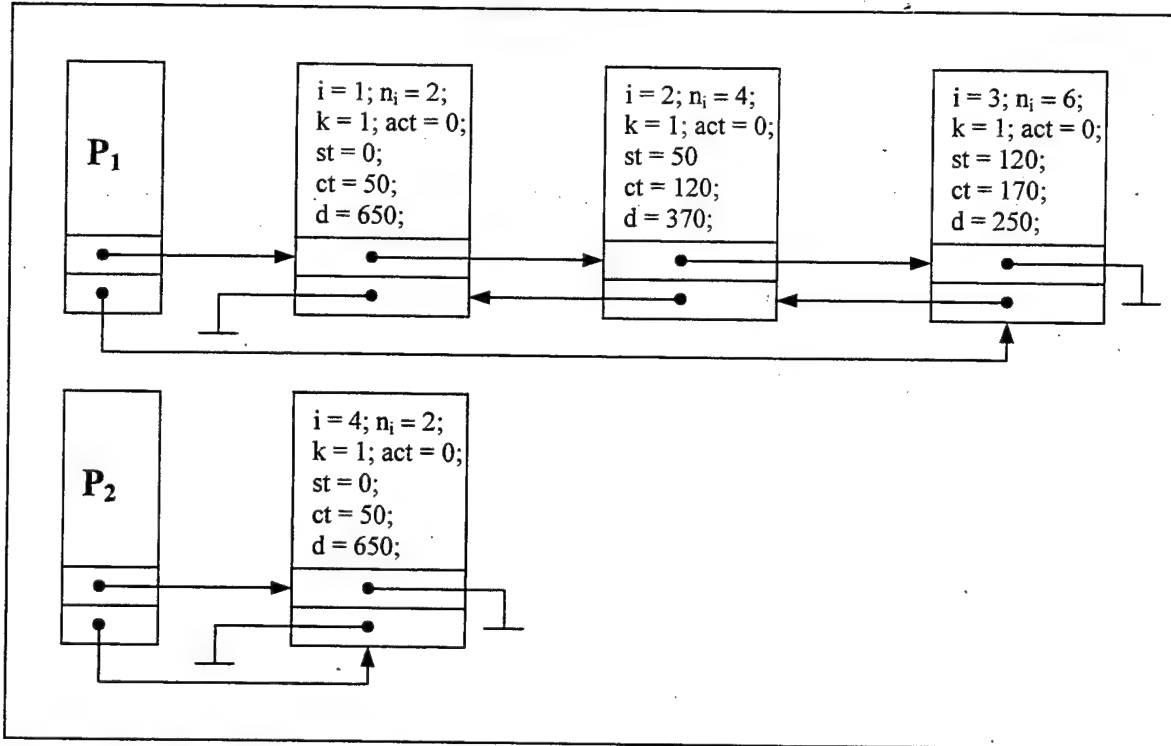 P₁
i = 1; nᵢ = 2;
k = 1; act = 0;
st = 0;
ct = 50;
d = 650;
i = 2; nᵢ = 4;
k = 1; act = 0;
st = 50
ct = 120;
d = 370;
i = 3; nᵢ = 6;
k = 1; act = 0;
st = 120;
ct = 170;
d = 250;
P₂
i = 4; nᵢ = 2;
k = 1; act = 0;
st = 0;
ct = 50;
d = 650;